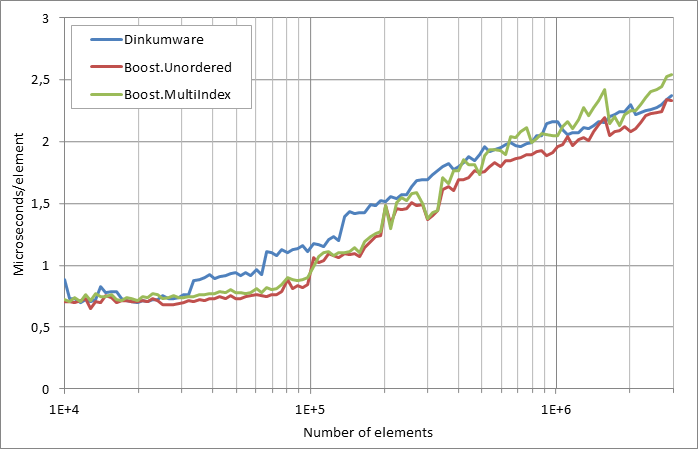 3
2,5
2
1,5
1
0,5
0
Microseconds/element
Dinkumware
Boost.Unordered
Boost.MultiIndex
1E+4 1E+5 1E+6
Number of elements